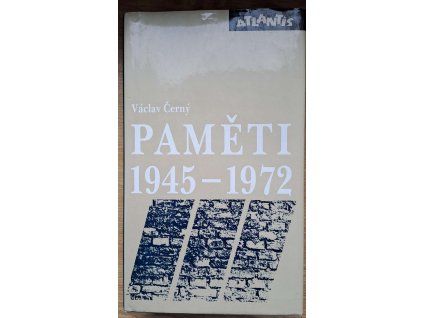 ATLANTIS
Václav Černý
PAMĚTI
1945 – 1972